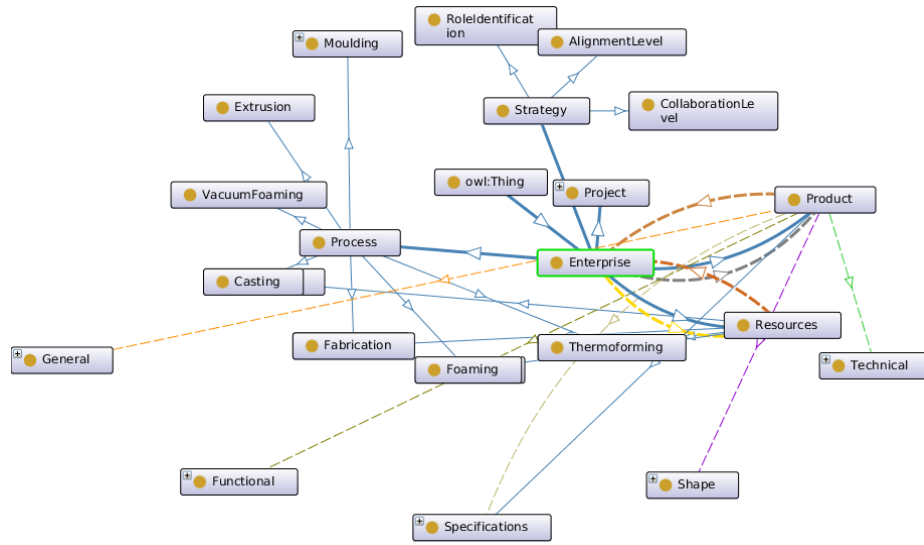 RoleIdentificat
ion
Moulding
AlignmentLevel
Extrusion
Strategy
CollaborationLe
vel
owl:Thing
VacuumFoaming
Project
Product
Process
Enterprise
Casting
Resources
Fabrication
Thermoforming
General
Foaming
Technical
Functional
Shape
Specifications